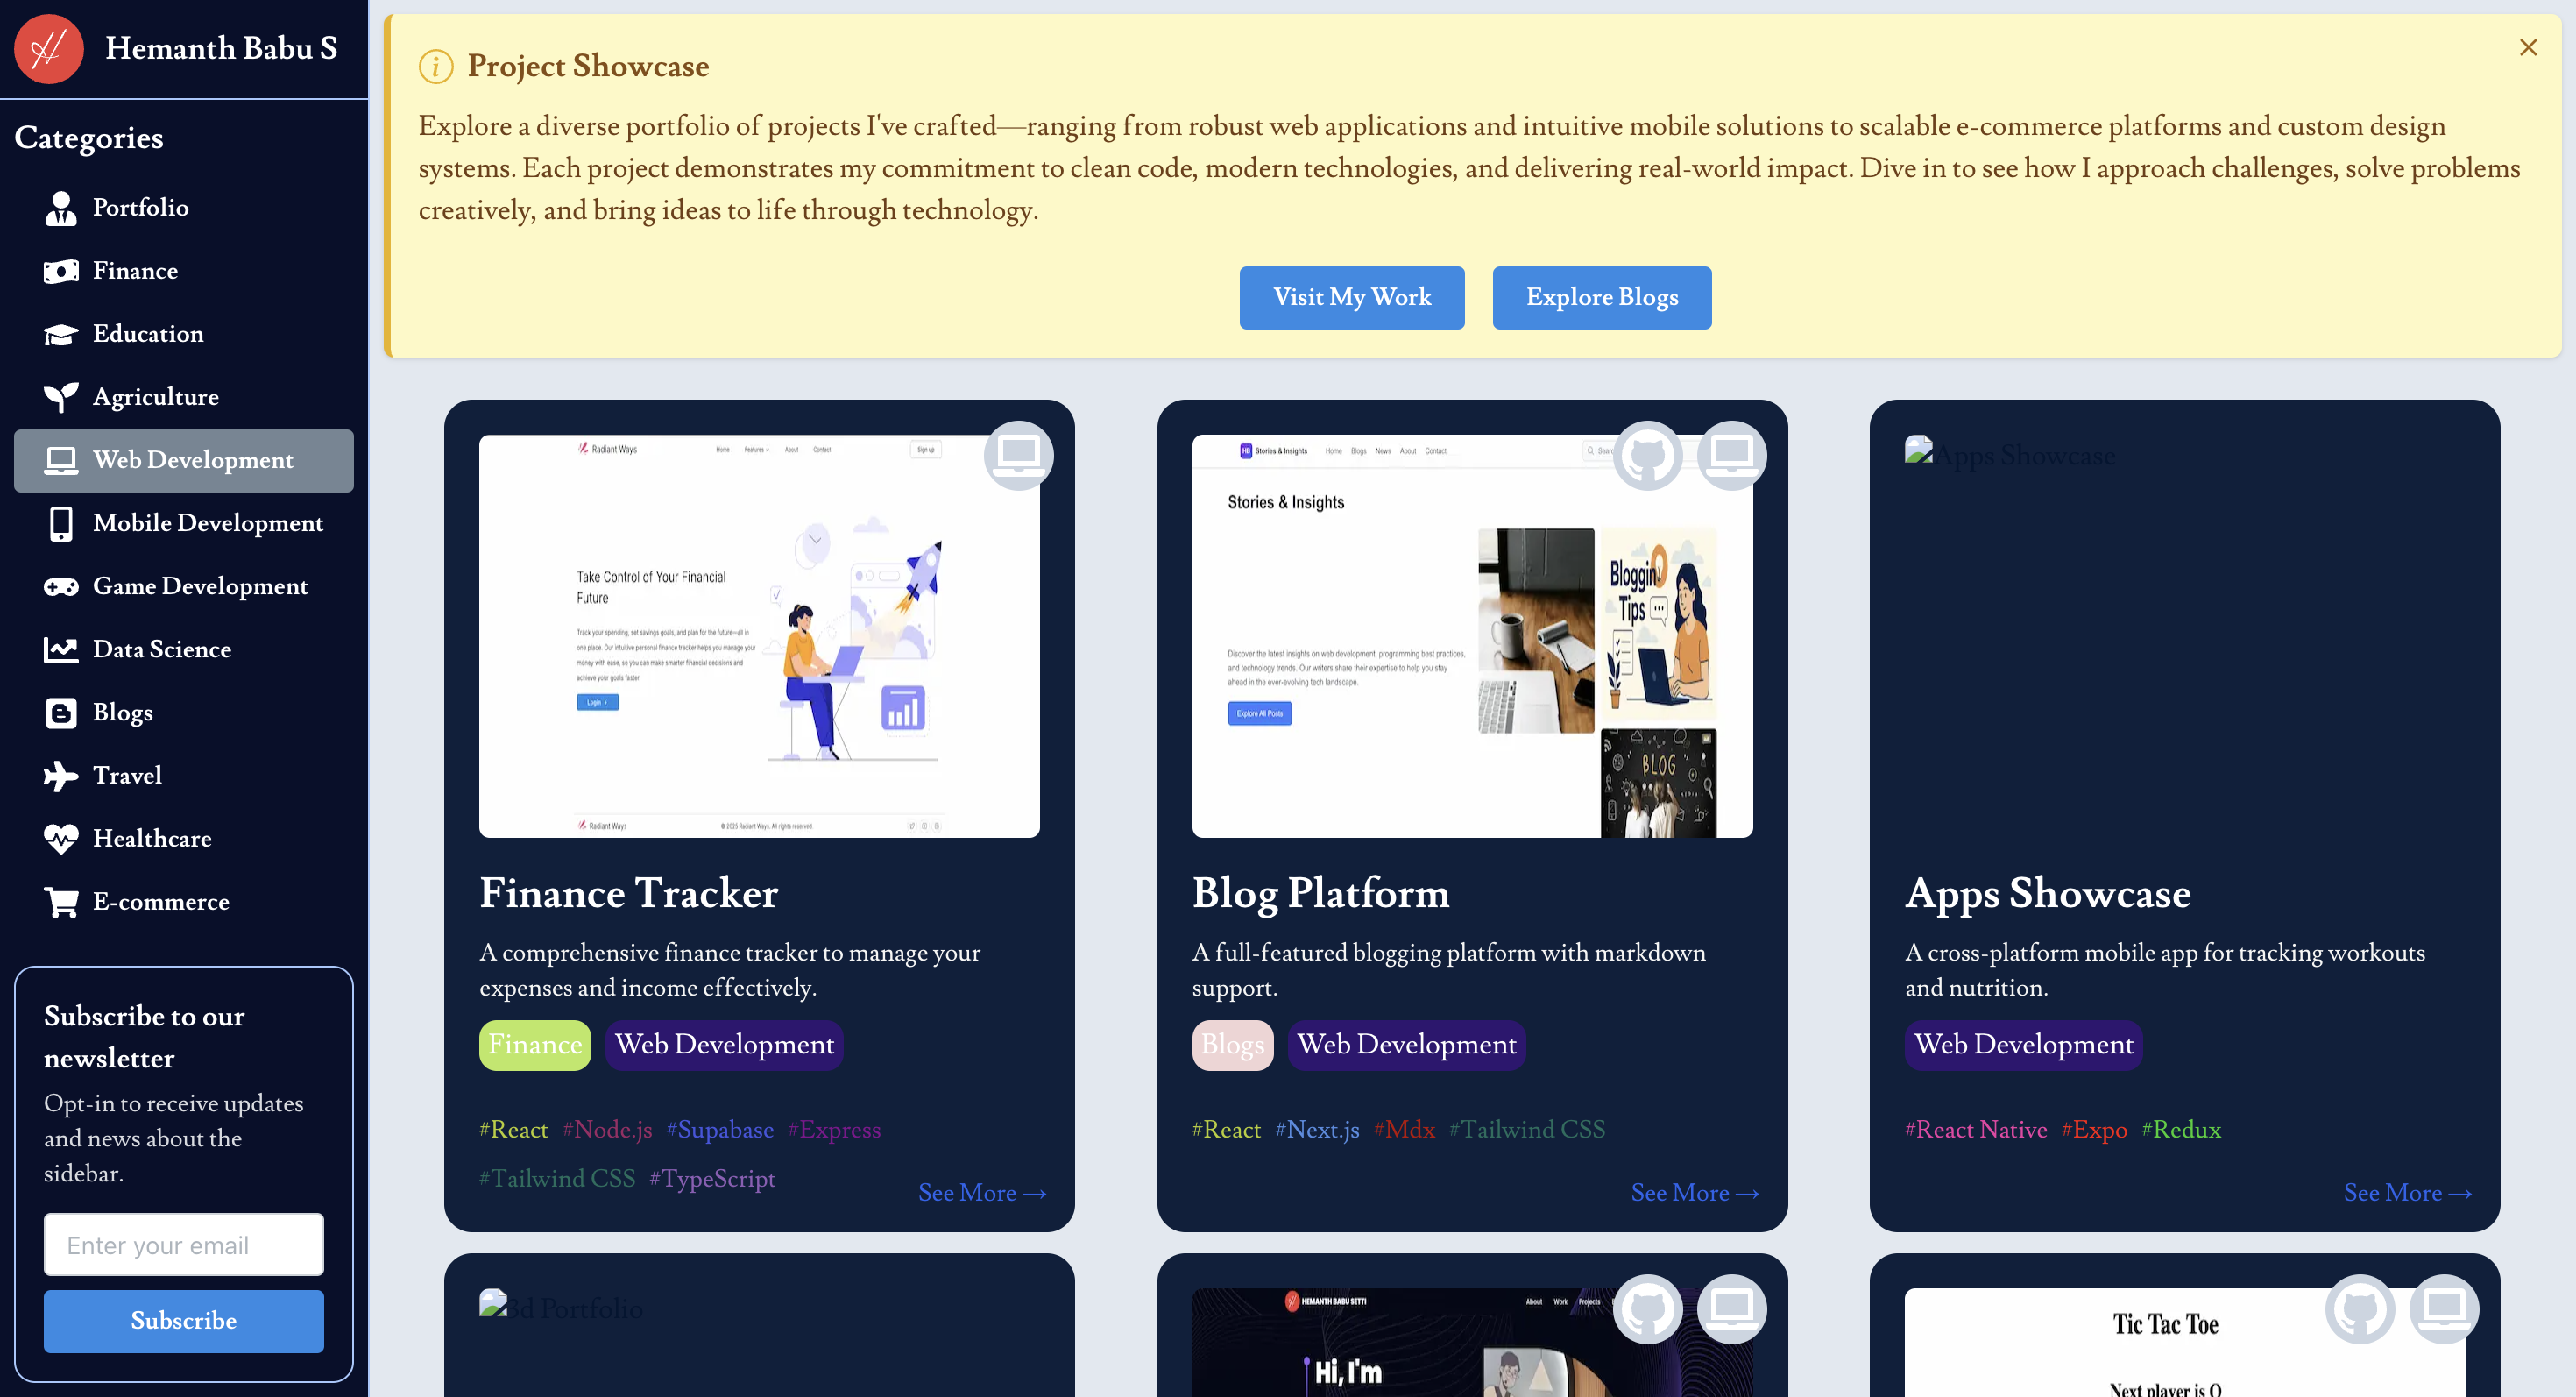 Hemanth Babu S
Categories
Portfolio
Finance
Education
Agriculture
Web Development
Mobile Development
Game Development
Data Science
Blogs
Travel
Healthcare
E-commerce
Subscribe to our
newsletter
Opt-in to receive updates
and news about the
sidebar.
Enter your email
Subscribe
Project Showcase
Explore a diverse portfolio of projects I've crafted—ranging from robust web applications and intuitive mobile solutions to scalable e-commerce platforms and custom design
systems. Each project demonstrates my commitment to clean code, modern technologies, and delivering real-world impact. Dive in to see how I approach challenges, solve problems
creatively, and bring ideas to life through technology.
Visit My Work
Explore Blogs
Radiant Ways
Home Features About Contact
Sign up
Take Control of Your Financial
Future
Track your spending, set savings goals, and plan for the future—all in
one place. Our intuitive personal finance tracker helps you manage your
money with ease, so you can make smarter financial decisions and
achieve your goals faster.
Login
Radiant Ways
© 2025 Radiant Ways. All rights reserved.
Finance Tracker
A comprehensive finance tracker to manage your
expenses and income effectively.
Finance
Web Development
#React #Node.js #Supabase #Express
#Tailwind CSS #TypeScript
See More →
HB Stories & Insights
Home Blogs News About Contact
Stories & Insights
Discover the latest insights on web development, programming best practices,
and technology trends. Our writers share their expertise to help you stay
ahead in the ever-evolving tech landscape.
Explore All Posts
Blogging
Tips
BLOG
Blog Platform
A full-featured blogging platform with markdown
support.
Blogs
Web Development
#React #Next.js #Mdx #Tailwind CSS
See More →
Apps Showcase
Apps Showcase
A cross-platform mobile app for tracking workouts
and nutrition.
Web Development
#React Native #Expo #Redux
See More →
3d Portfolio
HEMANTH BABU SETTI
About Work Projects
Hi, I'm
Tic Tac Toe
Next player is O